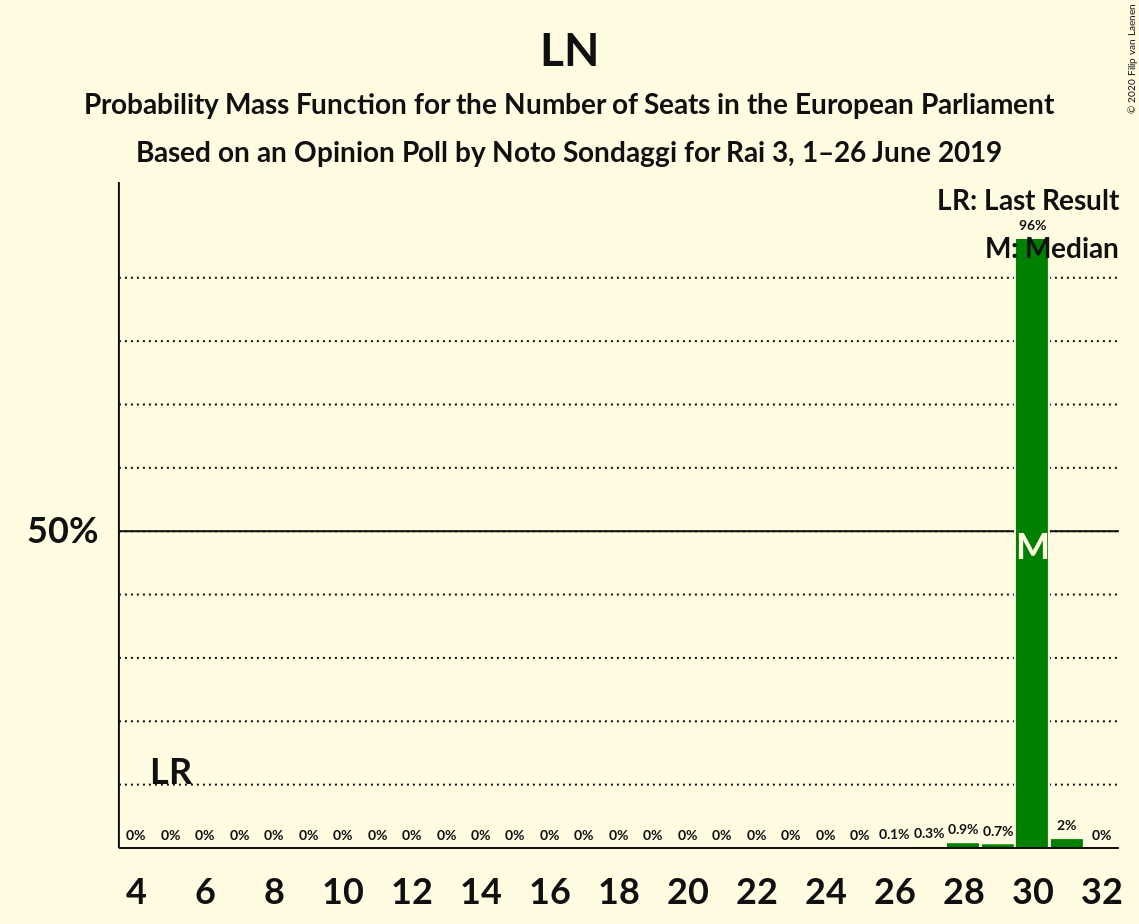 LN
Probability Mass Function for the Number of Seats in the European Parliament
Based on an Opinion Poll by Noto Sondaggi for Rai 3, 1–26 June 2019
© 2020 Filip van Laenen
LR: Last Result
96%
M: Median
50%
M
LR
0% 0% 0% 0% 0% 0% 0% 0% 0% 0% 0% 0% 0% 0% 0% 0% 0% 0% 0% 0% 0% 0% 0.1% 0.3% 0.9% 0.7% 2% 0%
4 6 8 10 12 14 16 18 20 22 24 26 28 30 32